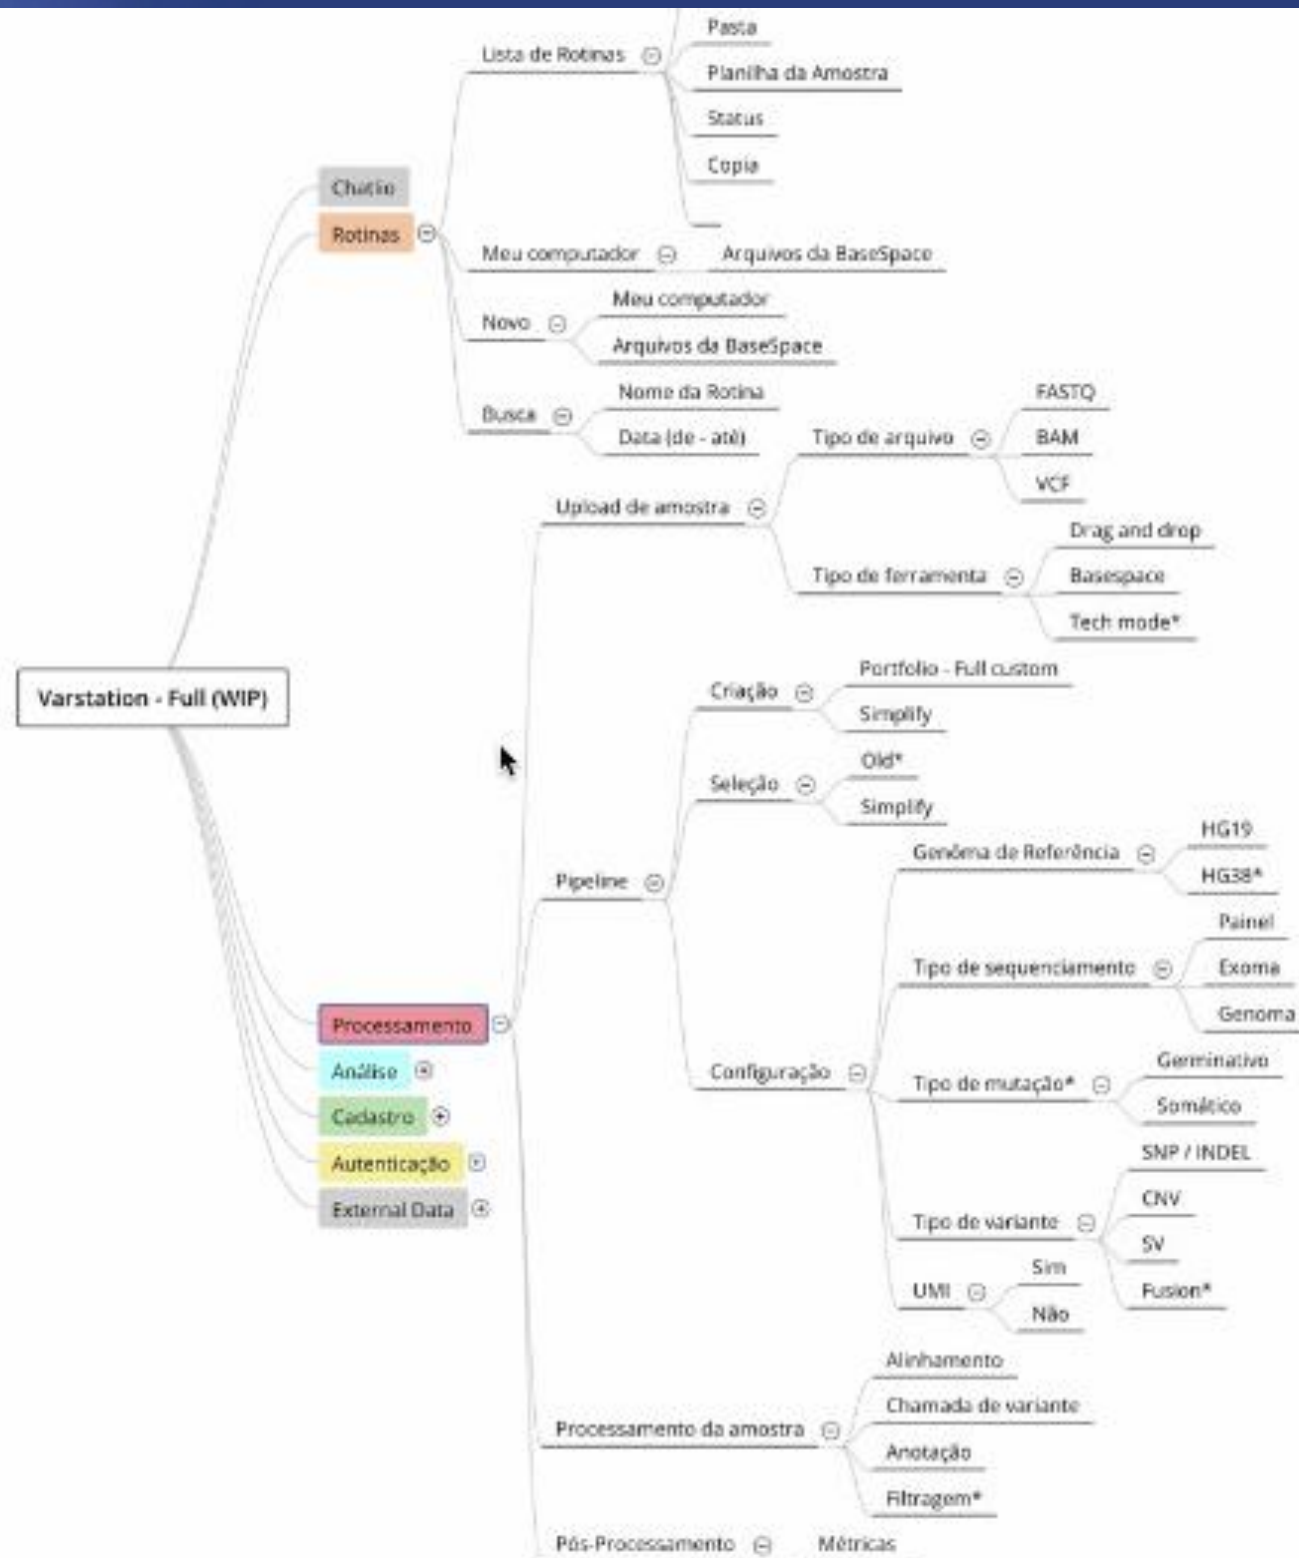 Pasta
Lista de Rotinas
Planilha da Amostra
Status
Copia
Chatlio
Rotinas
Meu computador
Arquivos da BaseSpace
Novo
Meu computador
Arquivos da BaseSpace
Busca
Nome da Rotina
Data (de - até)
Upload de amostra
Tipo de arquivo
FASTQ
BAM
VCF
Tipo de ferramenta
Drag and drop
Basespace
Tech mode*
Varstation - Full (WIP)
Criação
Portfolio - Full custom
Simplify
Seleção
Old*
Simplify
Pipeline
Genôma de Referência
HG19
HG38*
Tipo de sequenciamento
Painel
Exoma
Genoma
Processamento
Análise
Cadastro
Autenticação
External Data
Configuração
Tipo de mutação*
Germinativo
Somático
Tipo de variante
SNP / INDEL
CNV
SV
Fusion*
UMI
Sim
Não
Processamento da amostra
Alinhamento
Chamada de variante
Anotação
Filtragem*
Pós-Processamento
Métricas